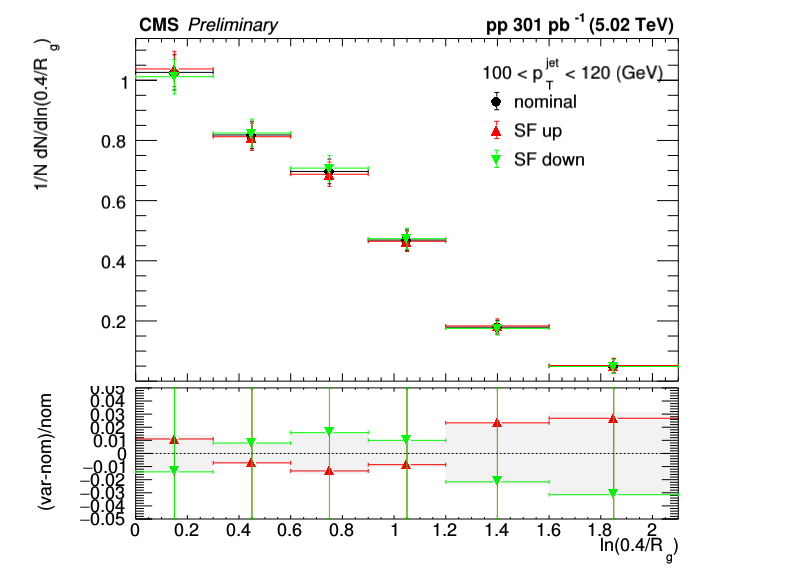 CMS Preliminary
pp 301 pb -1 (5.02 TeV)
1/N dN/dln(0.4/R g)
100 < p T jet < 120 (GeV)
nominal
SF up
SF down
1
0.8
0.6
0.4
0.2
(var-nom)/nom
0.05
0.04
0.03
0.02
0.01
0
−0.01
−0.02
−0.03
−0.04
−0.05
0 0.2 0.4 0.6 0.8 1 1.2 1.4 1.6 1.8 2
ln(0.4/R g)